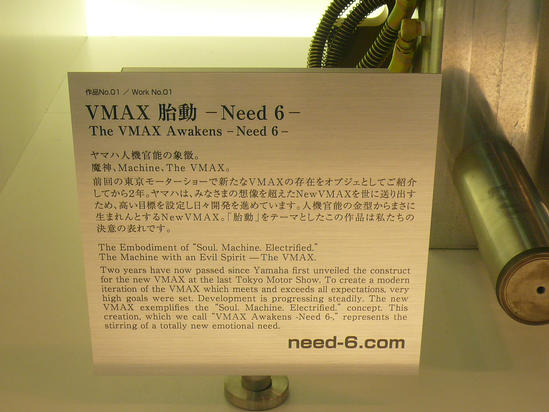 作品No.01 / Work No.01
VMAX 胎動 －Need 6－
The VMAX Awakens －Need 6－
ヤマハ人機官能の象徴。
魔神、Machine、The VMAX。
前回の東京モーターショーで新たなVMAXの存在をオブジェとしてご紹介
してから2年。ヤマハは、みなさまの想像を超えたNewVMAXを世に送り出す
ため、高い目標を設定し日々開発を進めています。人機官能の金型からまさに
生まれんとするNewVMAX。「胎動」をテーマとしたこの作品は私たちの
決意の表れです。
The Embodiment of "Soul. Machine. Electrified."
The Machine with an Evil Spirit — The VMAX.
Two years have now passed since Yamaha first unveiled the construct
for the new VMAX at the last Tokyo Motor Show. To create a modern
iteration of the VMAX which meets and exceeds all expectations, very
high goals were set. Development is progressing steadily. The new
VMAX exemplifies the "Soul. Machine. Electrified." concept. This
creation, which we call "VMAX Awakens -Need 6-," represents the
stirring of a totally new emotional need.
need-6.com